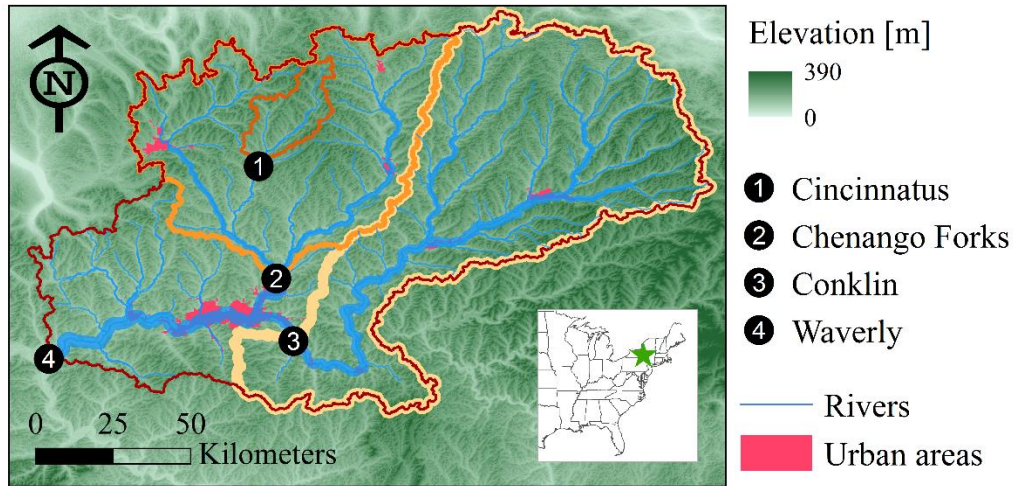 N
1
2
3
4
0 25 50
Kilometers
Elevation [m]
390
0
1 Cincinnatus
2 Chenango Forks
3 Conklin
4 Waverly
Rivers
Urban areas